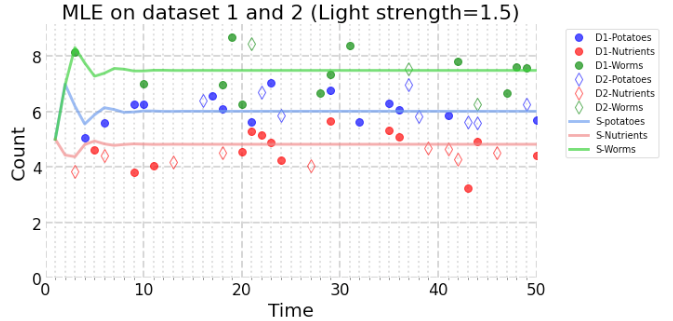 MLE on dataset 1 and 2 (Light strength=1.5)
8
6
4
2
0
Count
0 10 20 30 40 50
Time
D1-Potatoes
D1-Nutrients
D1-Worms
D2-Potatoes
D2-Nutrients
D2-Worms
S-potatoes
S-Nutrients
S-Worms